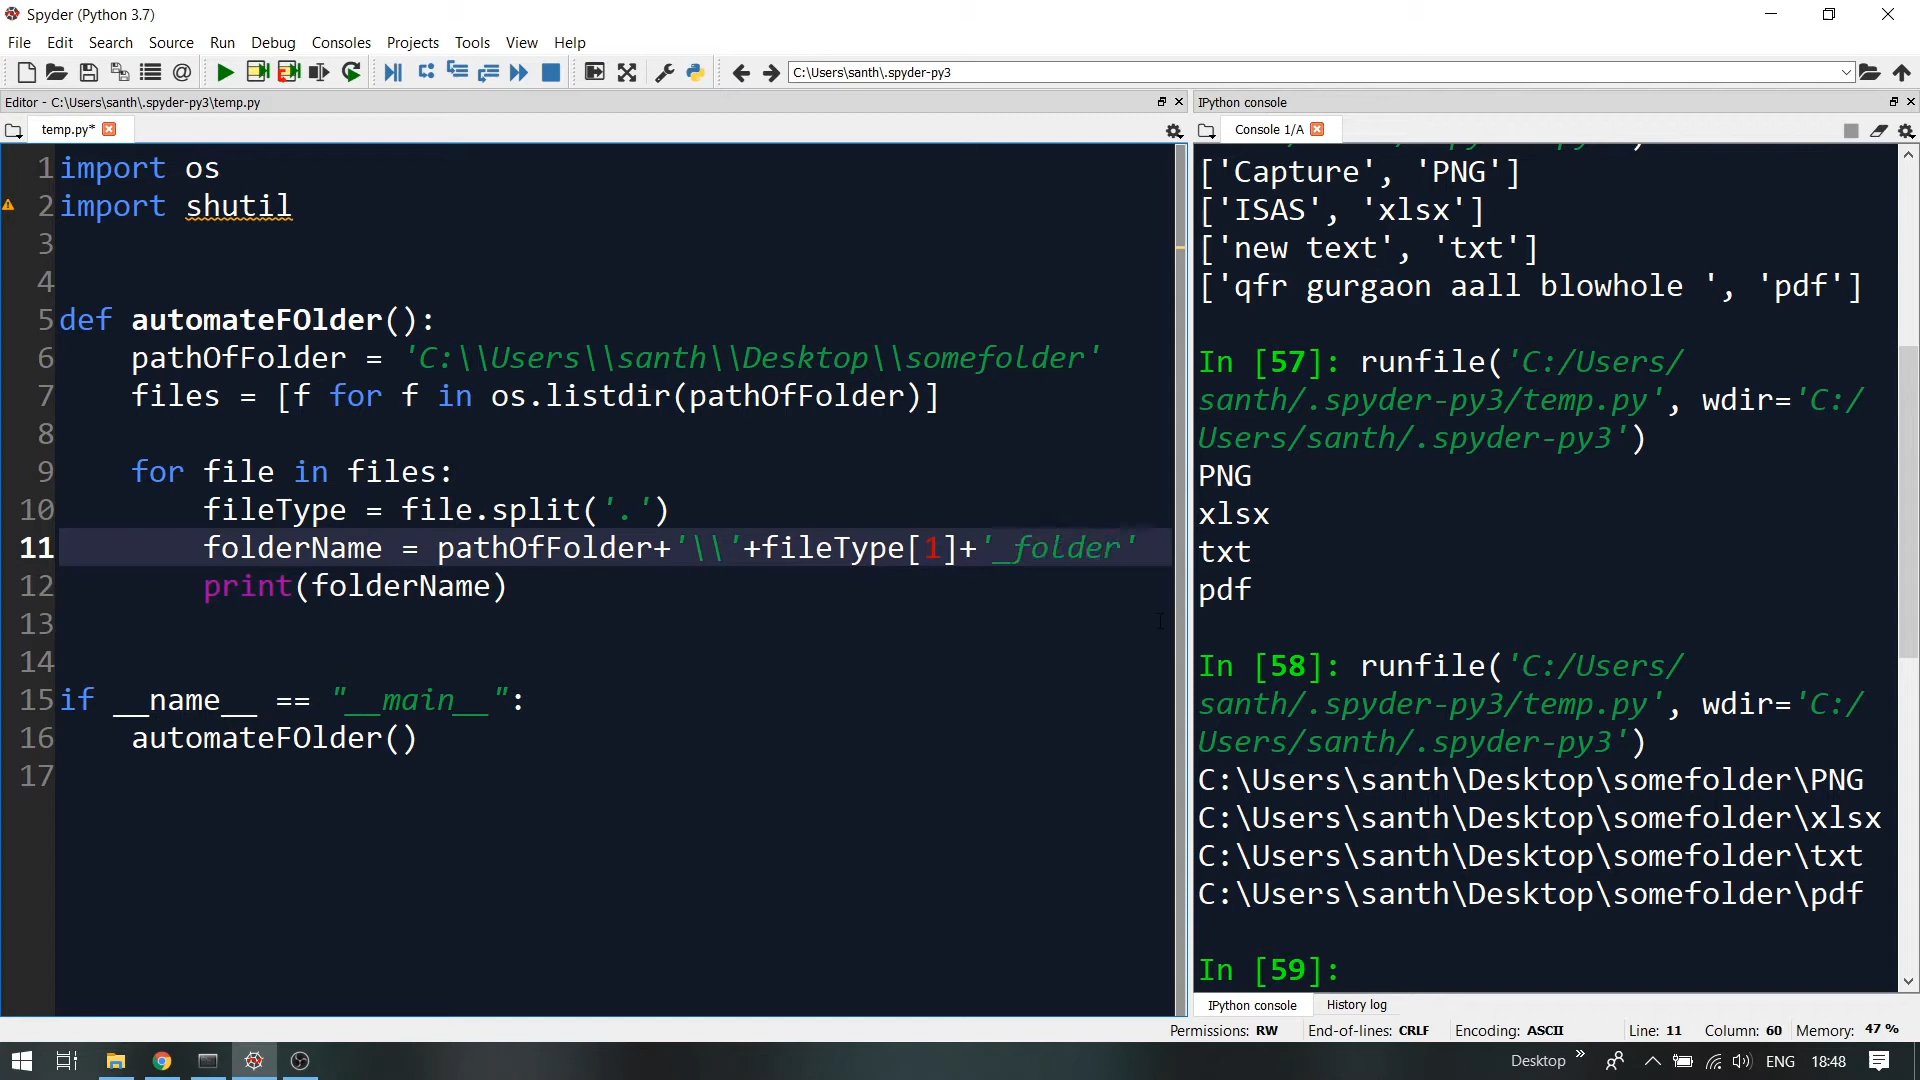 Spyder (Python 3.7)
File Edit Search Source Run Debug Consoles Projects Tools View Help
C:\Users\santh\.spyder-py3
Editor - C:\Users\santh\.spyder-py3\temp.py
temp.py*
1 import os
2 import shutil
3
4
5 def automateFOlder():
6 pathOfFolder = 'C:\\Users\\santh\\Desktop\\somefolder'
7 files = [f for f in os.listdir(pathOfFolder)]
8
9 for file in files:
10 fileType = file.split('.')
11 folderName = pathOfFolder+'\\'+fileType[1]+'_folder'
12 print(folderName)
13
14
15 if __name__ == "__main__":
16 automateFOlder()
17
IPython console
Console 1/A
['Capture', 'PNG']
['ISAS', 'xlsx']
['new text', 'txt']
['qfr gurgaon aall blowhole ', 'pdf']
In [57]: runfile('C:/Users/
santh/.spyder-py3/temp.py', wdir='C:/
Users/santh/.spyder-py3')
PNG
xlsx
txt
pdf
In [58]: runfile('C:/Users/
santh/.spyder-py3/temp.py', wdir='C:/
Users/santh/.spyder-py3')
C:\Users\santh\Desktop\somefolder\PNG
C:\Users\santh\Desktop\somefolder\xlsx
C:\Users\santh\Desktop\somefolder\txt
C:\Users\santh\Desktop\somefolder\pdf
In [59]:
IPython console History log
Permissions: RW End-of-lines: CRLF Encoding: ASCII Line: 11 Column: 60 Memory: 47 %
Desktop » ENG 18:48